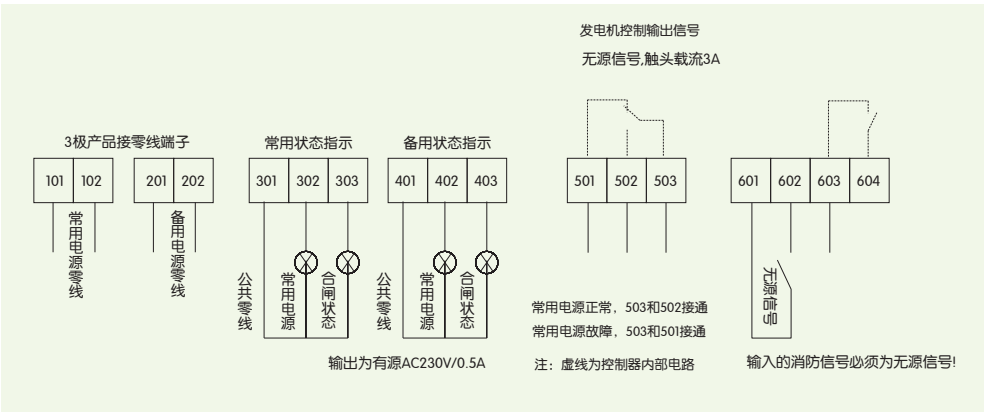 发电机控制输出信号
无源信号,触头载流3A
3极产品接零线端子
常用状态指示
备用状态指示
101 102
201 202
301 302 303
401 402 403
501 502 503
601 602 603 604
常用电源零线
备用电源零线
公共零线
常用电源
合闸状态
公共零线
常用电源
合闸状态
无源信号
常用电源正常，503和502接通
常用电源故障，503和501接通
注：虚线为控制器内部电路
输出为有源AC230V/0.5A
输入的消防信号必须为无源信号!